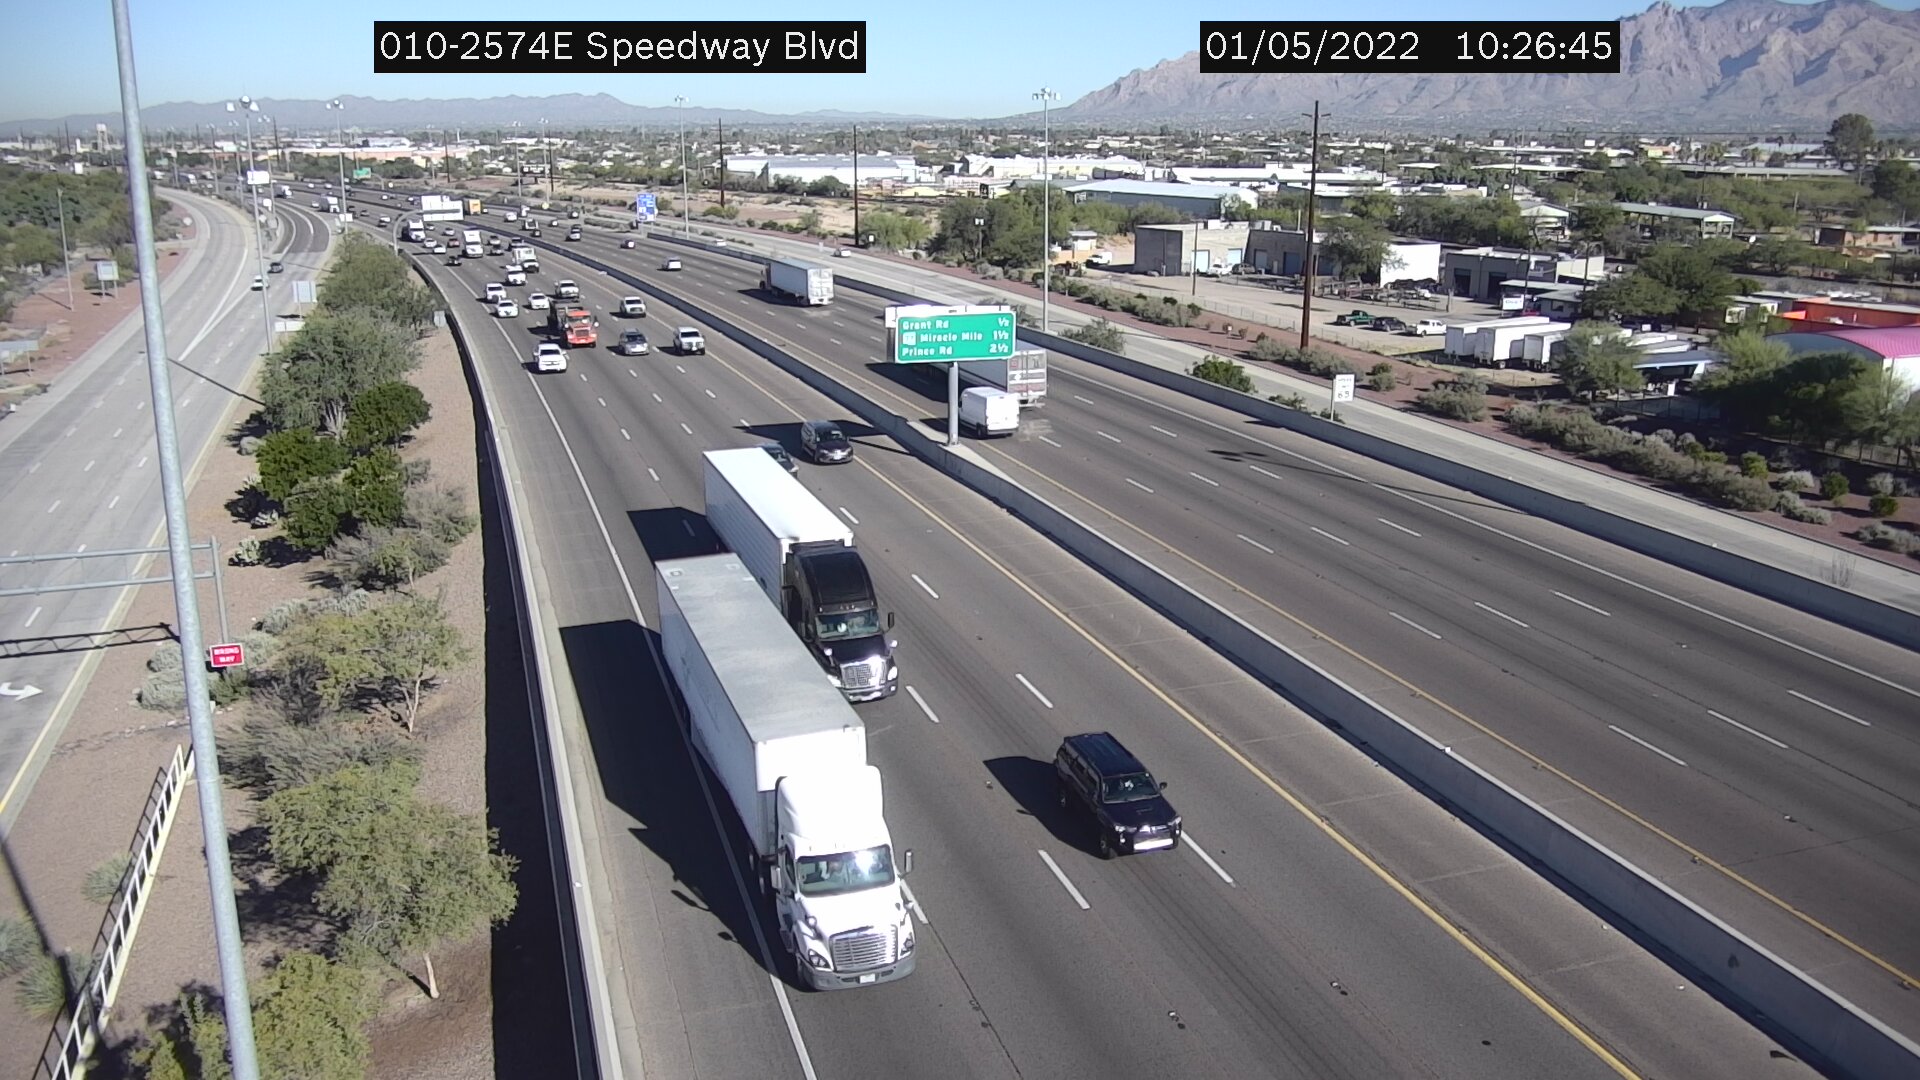 010-2574E Speedway Blvd
01/05/2022 10:26:45
Grant Rd ½
Miracle Mile 1½
Prince Rd 2½
65
WRONG
WAY